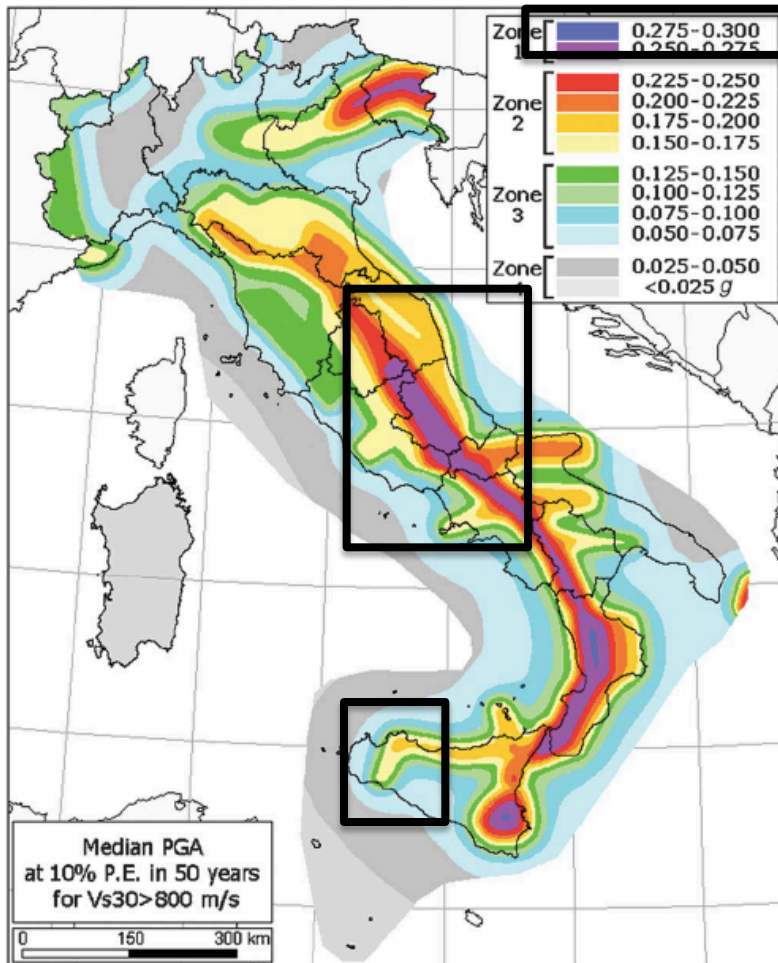 Zone
1
0.275-0.300
0.250-0.275
Zone
2
0.225-0.250
0.200-0.225
0.175-0.200
0.150-0.175
Zone
3
0.125-0.150
0.100-0.125
0.075-0.100
0.050-0.075
Zone
4
0.025-0.050
<0.025 g
Median PGA
at 10% P.E. in 50 years
for Vs30>800 m/s
0 150 300 km